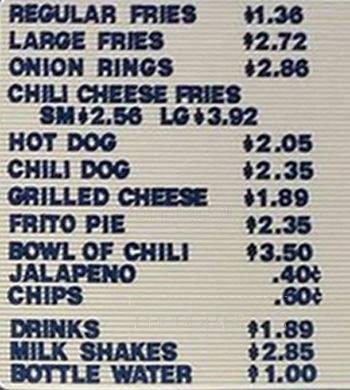 REGULAR FRIES $1.36
LARGE FRIES $2.72
ONION RINGS $2.86
CHILI CHEESE FRIES
SM $2.56 LG $3.92
HOT DOG $2.05
CHILI DOG $2.35
GRILLED CHEESE $1.89
FRITO PIE $2.35
BOWL OF CHILI $3.50
JALAPENO .40¢
CHIPS .60¢
DRINKS $1.89
MILK SHAKES $2.85
BOTTLE WATER $1.00